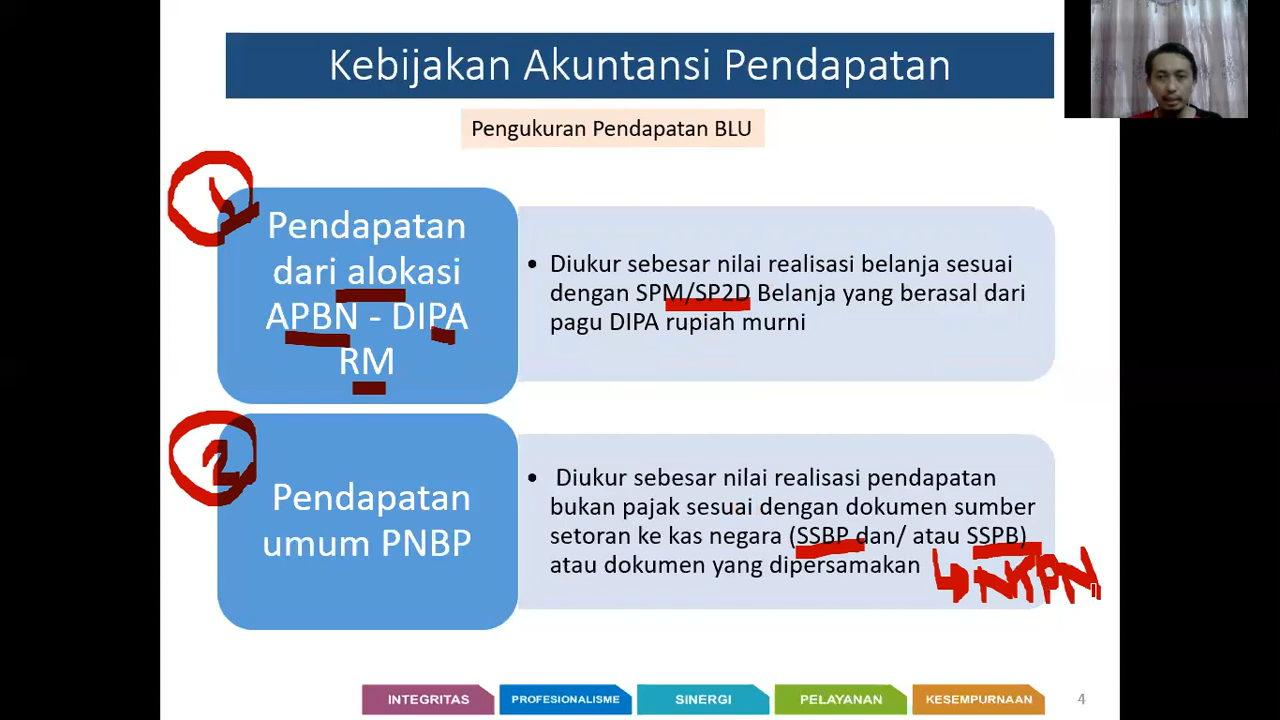 Kebijakan Akuntansi Pendapatan
Pengukuran Pendapatan BLU
1
Pendapatan
dari alokasi
APBN - DIPA
RM
• Diukur sebesar nilai realisasi belanja sesuai
dengan SPM/SP2D Belanja yang berasal dari
pagu DIPA rupiah murni
2
Pendapatan
umum PNBP
• Diukur sebesar nilai realisasi pendapatan
bukan pajak sesuai dengan dokumen sumber
setoran ke kas negara (SSBP dan/ atau SSPB)
atau dokumen yang dipersamakan
NTPN
INTEGRITAS
PROFESIONALISME
SINERGI
PELAYANAN
KESEMPURNAAN
4